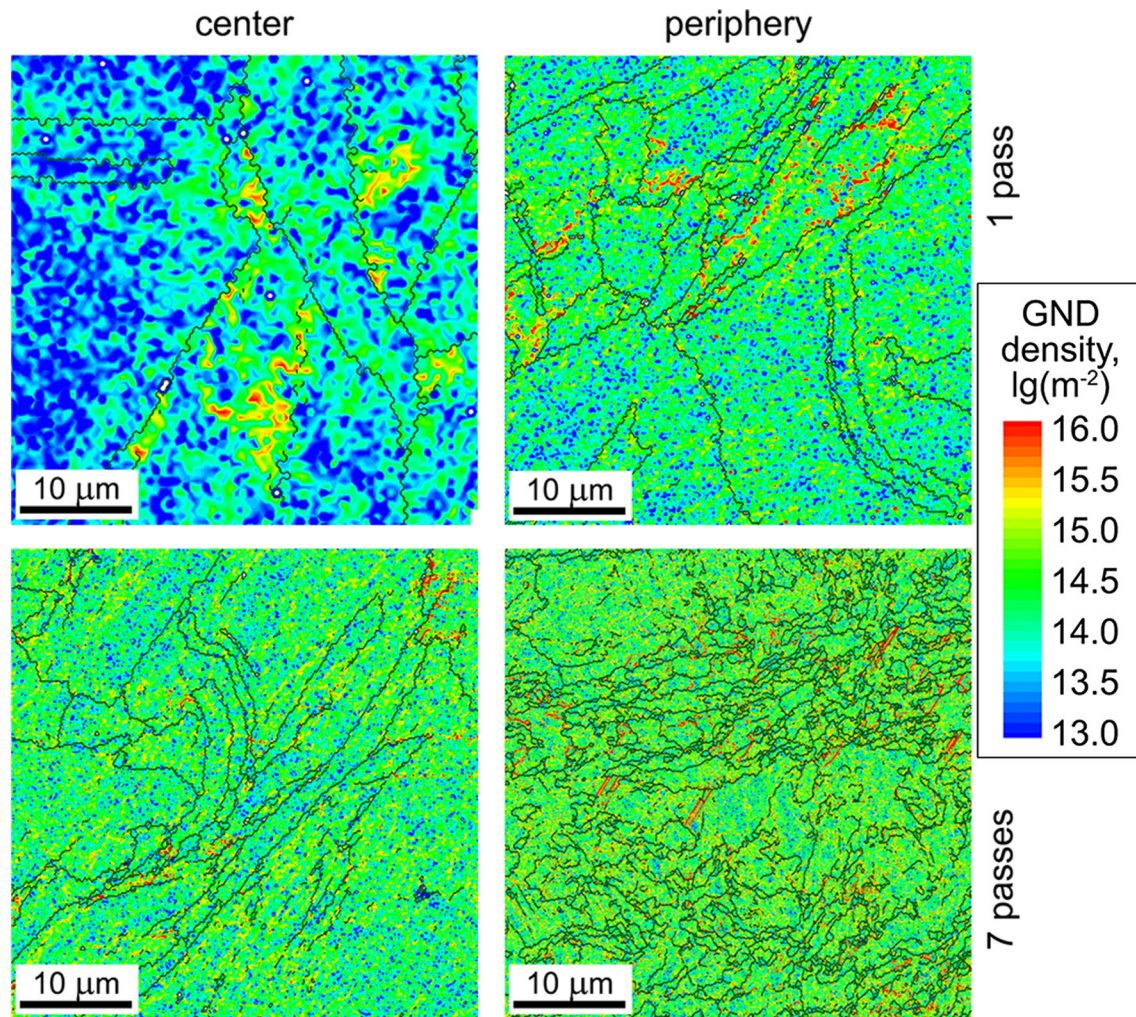 center
periphery
1 pass
10 µm
10 µm
GND
density,
lg(m⁻²)
16.0
15.5
15.0
14.5
14.0
13.5
13.0
10 µm
10 µm
7 passes